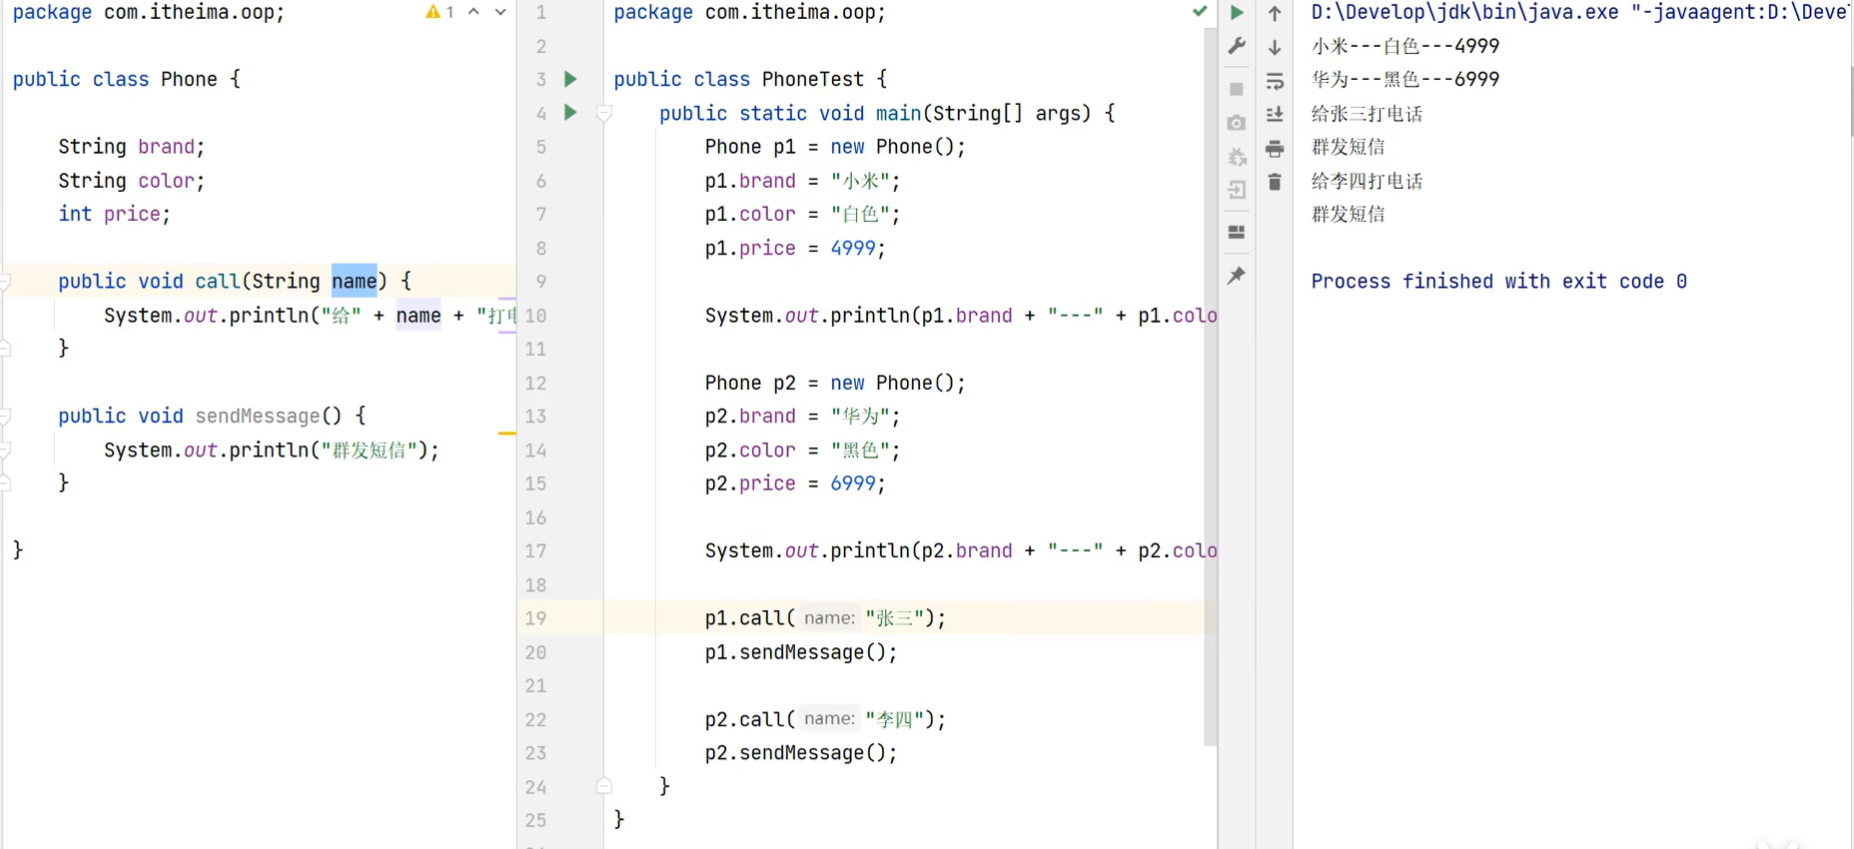 package com.itheima.oop;
1
public class Phone {
String brand;
String color;
int price;
public void call(String name) {
System.out.println("给" + name + "打电
}
public void sendMessage() {
System.out.println("群发短信");
}
}
1 package com.itheima.oop;
2
3 public class PhoneTest {
4 public static void main(String[] args) {
5 Phone p1 = new Phone();
6 p1.brand = "小米";
7 p1.color = "白色";
8 p1.price = 4999;
9
10 System.out.println(p1.brand + "---" + p1.colo
11
12 Phone p2 = new Phone();
13 p2.brand = "华为";
14 p2.color = "黑色";
15 p2.price = 6999;
16
17 System.out.println(p2.brand + "---" + p2.colo
18
19 p1.call( name: "张三");
20 p1.sendMessage();
21
22 p2.call( name: "李四");
23 p2.sendMessage();
24 }
25 }
D:\Develop\jdk\bin\java.exe "-javaagent:D:\Deve
小米---白色---4999
华为---黑色---6999
给张三打电话
群发短信
给李四打电话
群发短信
Process finished with exit code 0